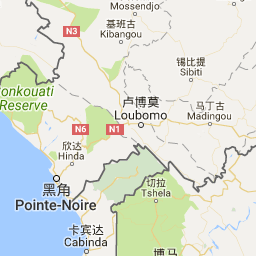 Mossendjo
基班古
Kibangou
N3
锡比提
Sibiti
Conkouati
Reserve
卢博莫
Loubomo
马丁古
Madingou
N6
N1
欣达
Hinda
黑角
Pointe-Noire
切拉
Tshela
卡宾达
Cabinda
博马